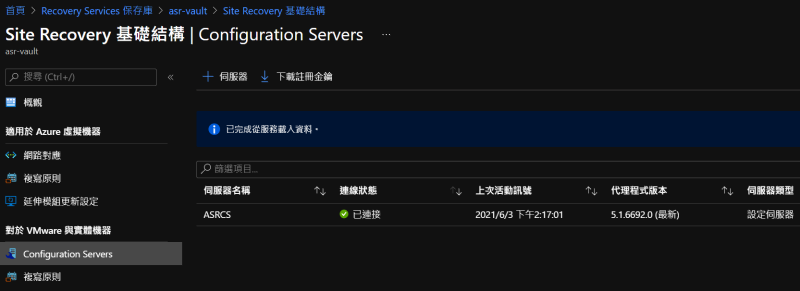 首頁 > Recovery Services 保存庫 > asr-vault > Site Recovery 基礎結構
Site Recovery 基礎結構 | Configuration Servers ...
asr-vault
搜尋 (Ctrl+/) «
+ 伺服器 下載註冊金鑰
概觀
適用於 Azure 虛擬機器
已完成從服務載入資料。
網路對應
篩選項目...
複寫原則
伺服器名稱 ↑↓ 連線狀態 ↑↓ 上次活動訊號 ↑↓ 代理程式版本 ↑↓ 伺服器類型
延伸模組更新設定
ASRCS 已連接 2021/6/3 下午2:17:01 5.1.6692.0 (最新) 設定伺服器
對於 VMware 與實體機器
Configuration Servers
複寫原則